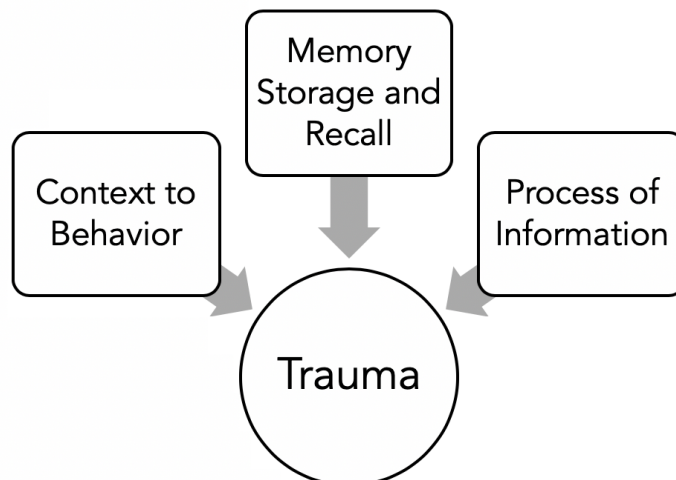 Memory
Storage and
Recall
Context to
Behavior
Process of
Information
Trauma